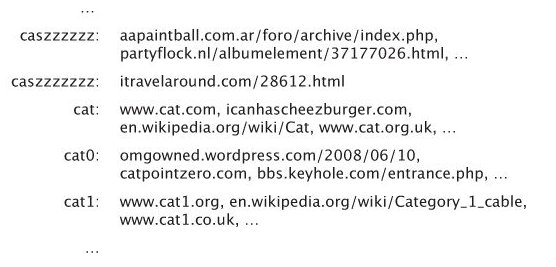 ...
caszzzzzz: aapaintball.com.ar/foro/archive/index.php,
partyflock.nl/albumelement/37177026.html, ...
caszzzzzzz: itravelaround.com/28612.html
cat: www.cat.com, icanhascheezburger.com,
en.wikipedia.org/wiki/Cat, www.cat.org.uk, ...
cat0: omgowned.wordpress.com/2008/06/10,
catpointzero.com, bbs.keyhole.com/entrance.php, ...
cat1: www.cat1.org, en.wikipedia.org/wiki/Category_1_cable,
www.cat1.co.uk, ...
...